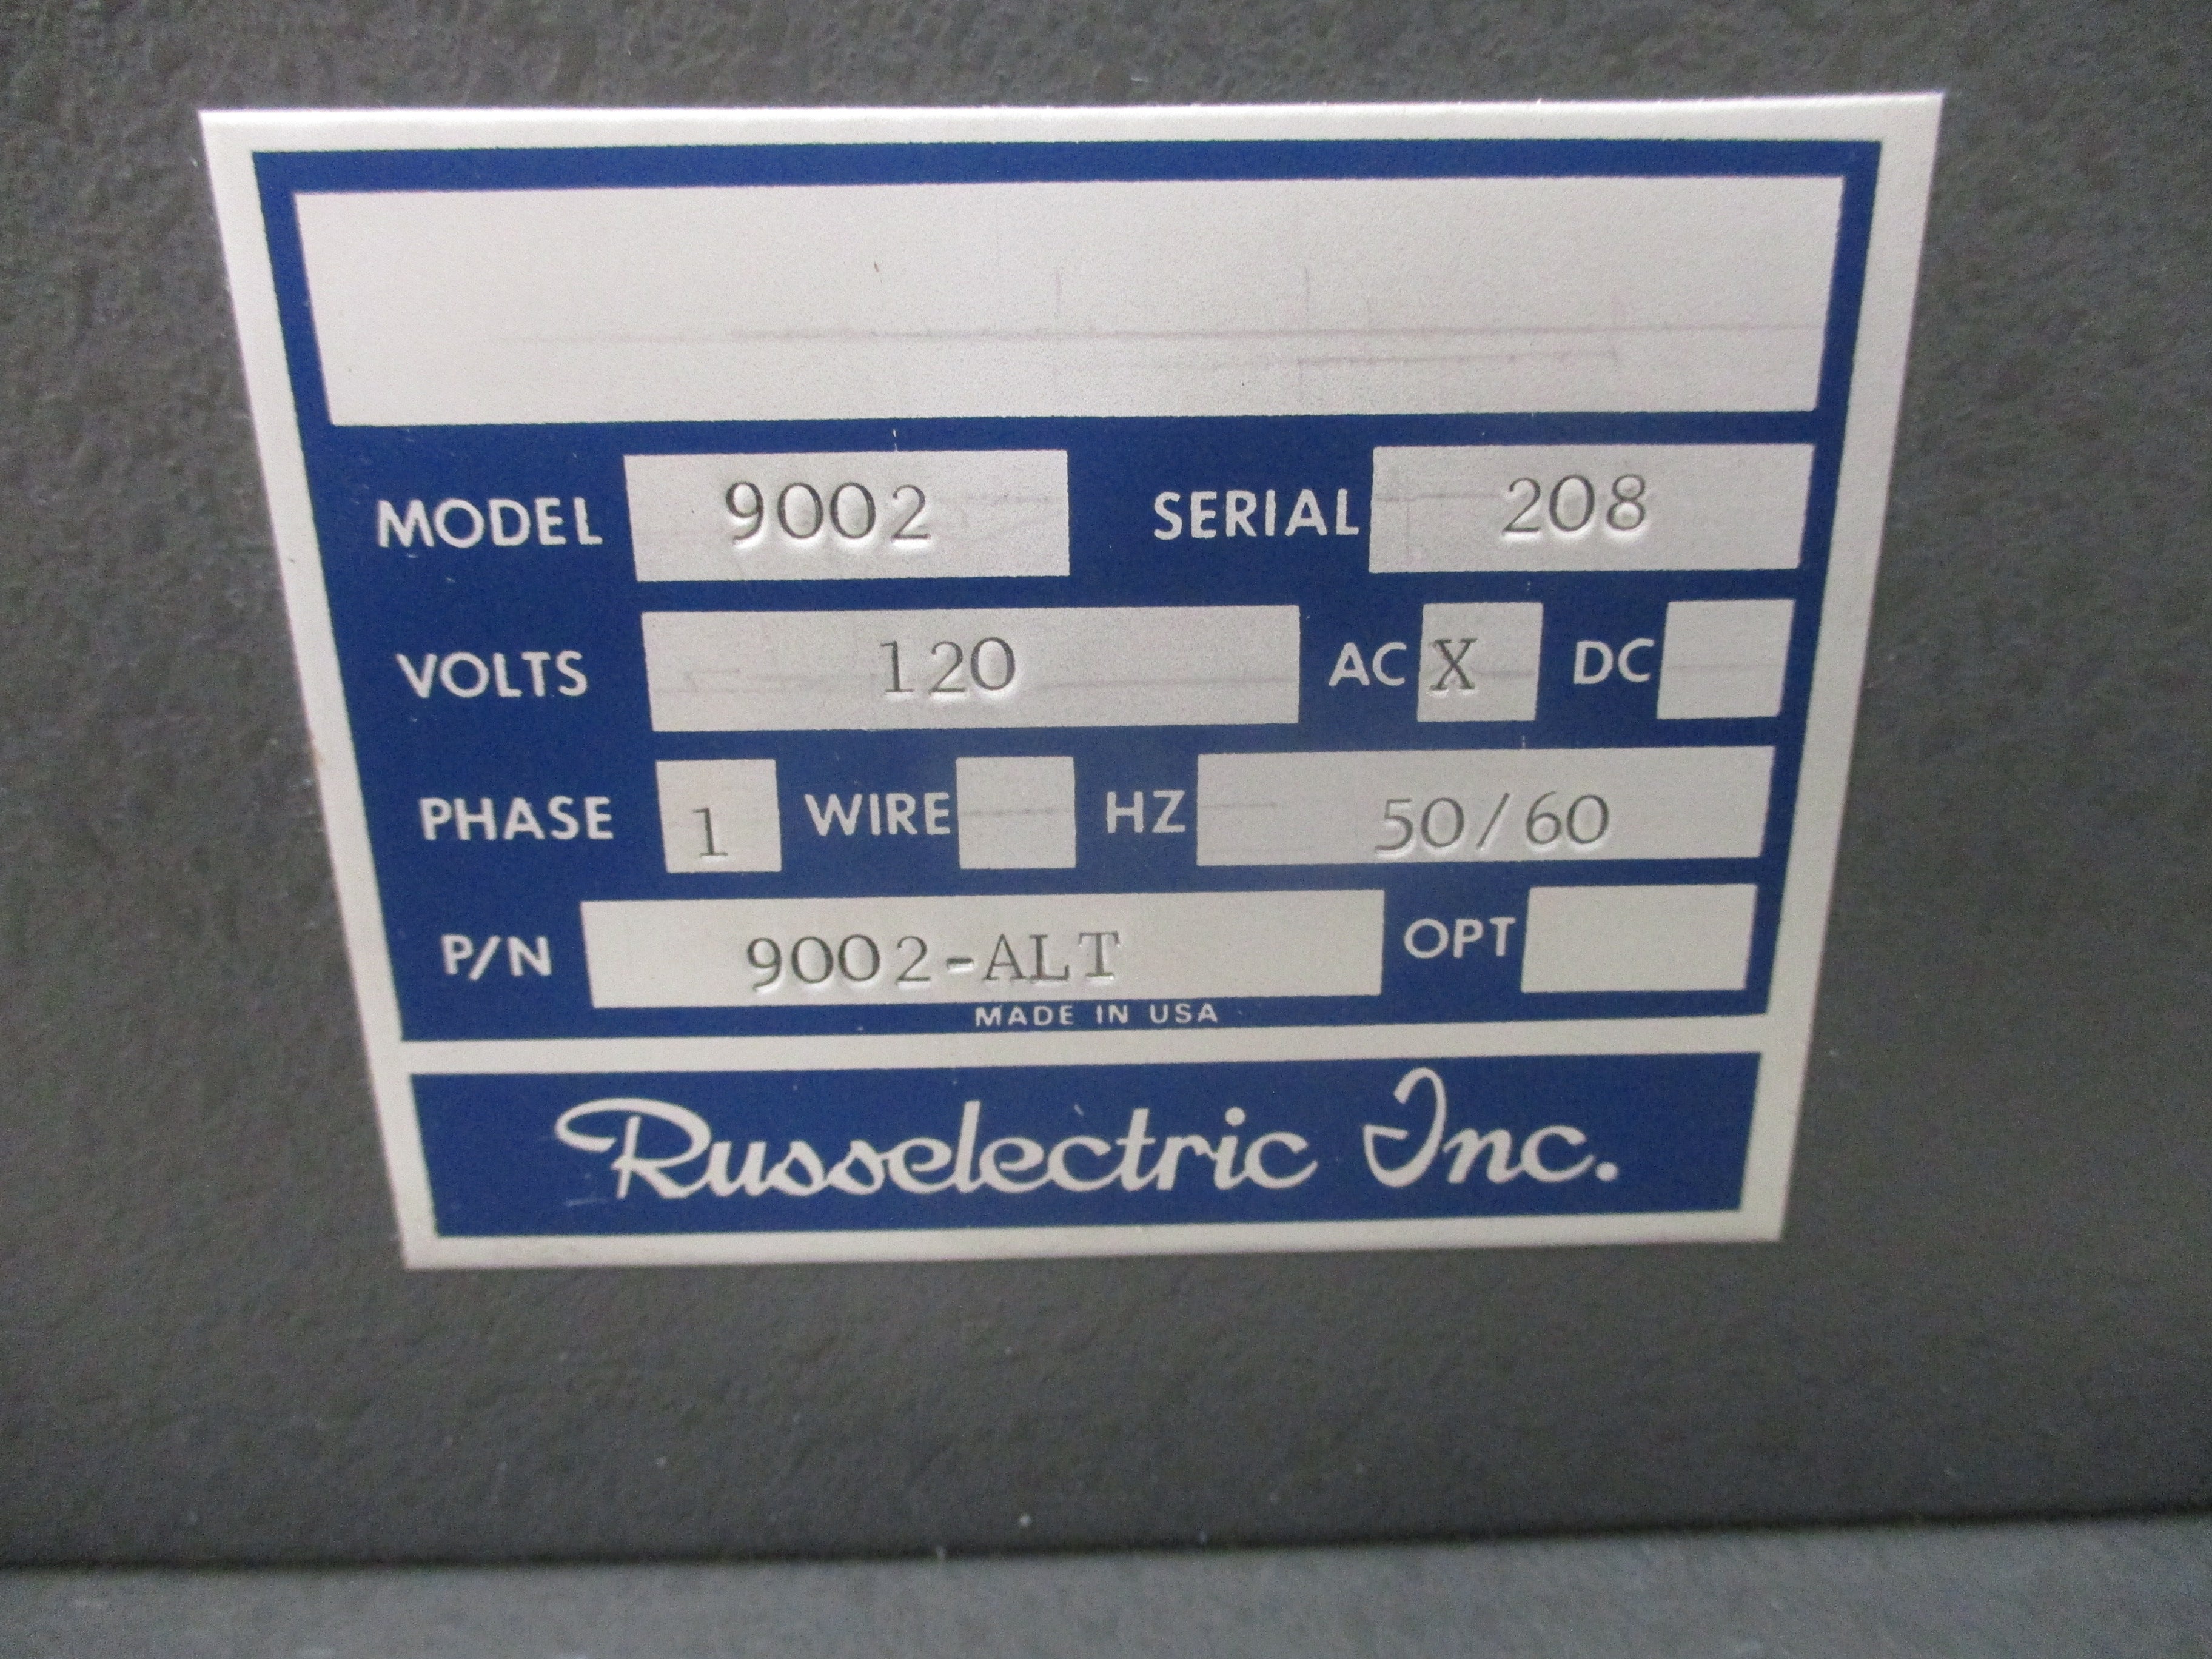 MODEL 9002 SERIAL 208
VOLTS 120 AC X DC
PHASE 1 WIRE HZ 50/60
P/N 9002-ALT OPT
MADE IN USA
Russelectric Inc.